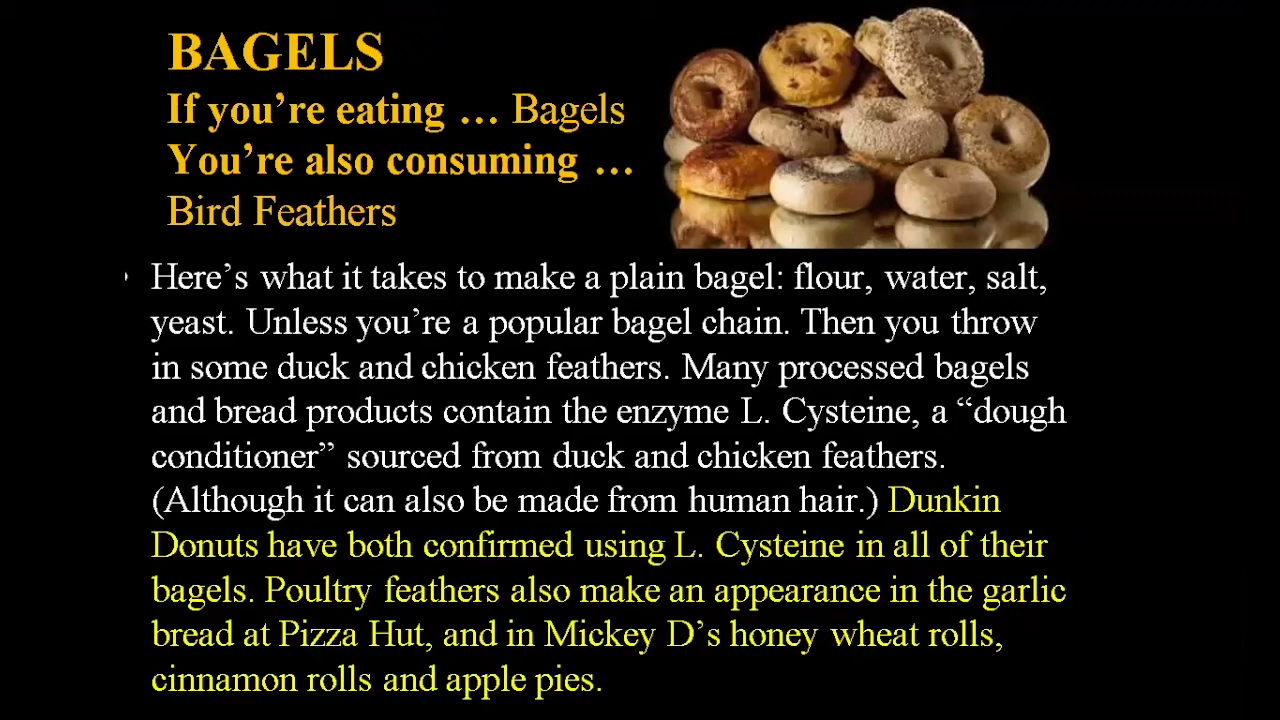 BAGELS
If you’re eating … Bagels
You’re also consuming …
Bird Feathers
Here’s what it takes to make a plain bagel: flour, water, salt,
yeast. Unless you’re a popular bagel chain. Then you throw
in some duck and chicken feathers. Many processed bagels
and bread products contain the enzyme L. Cysteine, a “dough
conditioner” sourced from duck and chicken feathers.
(Although it can also be made from human hair.) Dunkin
Donuts have both confirmed using L. Cysteine in all of their
bagels. Poultry feathers also make an appearance in the garlic
bread at Pizza Hut, and in Mickey D’s honey wheat rolls,
cinnamon rolls and apple pies.